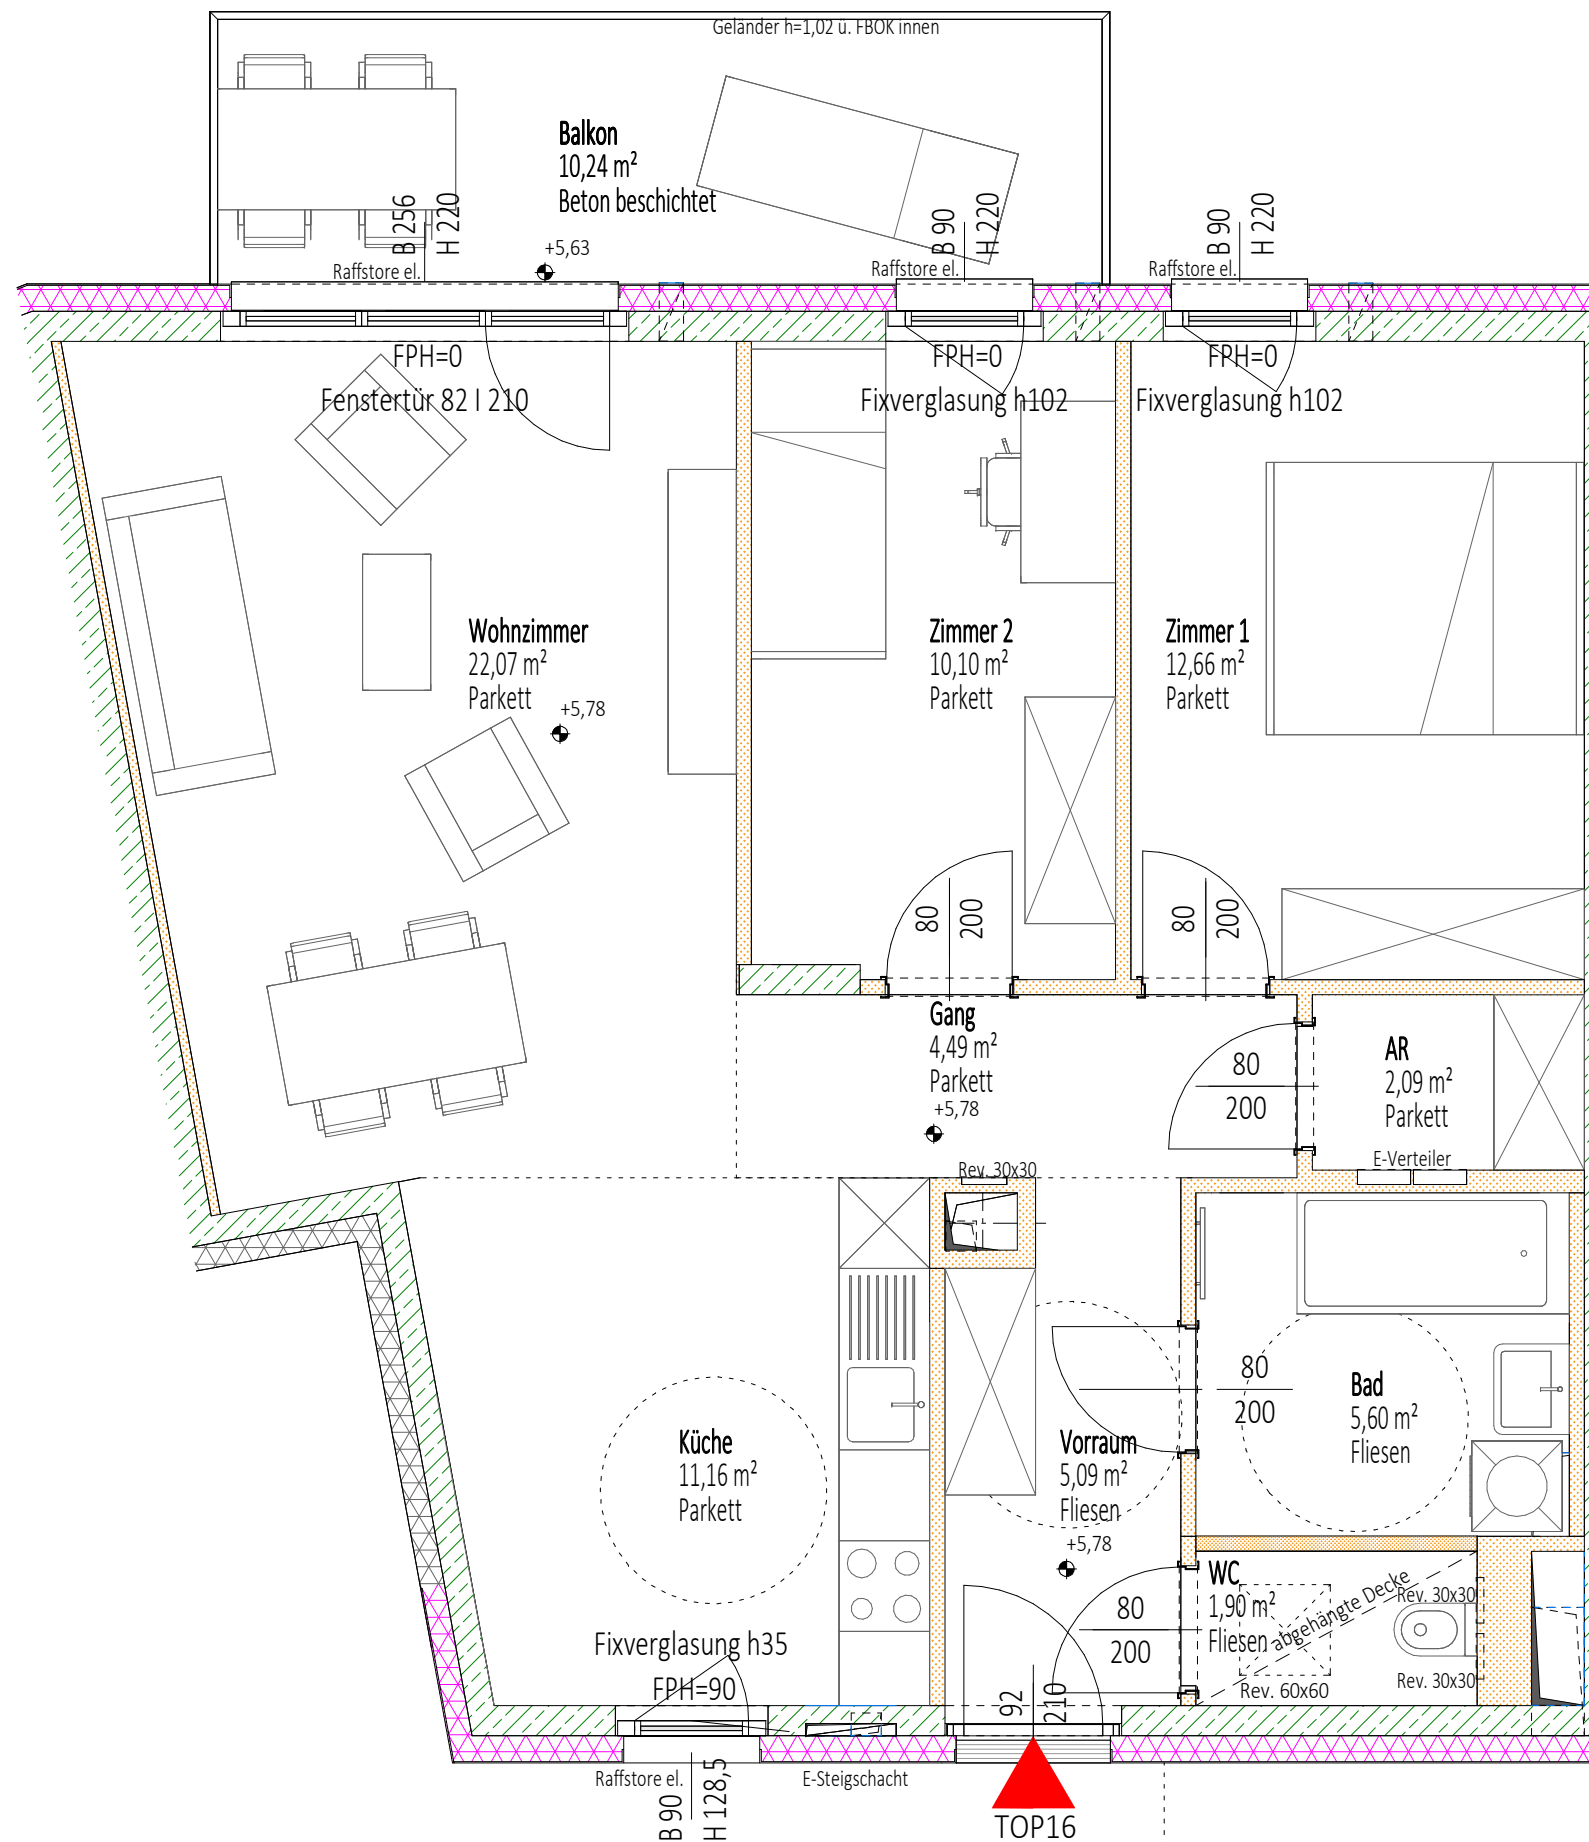 Geländer h=1,02 ü. FBOK innen
Balkon
10,24 m²
Beton beschichtet
+5,63
B 256
H 220
Raffstore el.
B 90
H 220
Raffstore el.
B 90
H 220
Raffstore el.
FPH=0
Fenstertür 82 I 210
FPH=0
Fixverglasung h102
FPH=0
Fixverglasung h102
Wohnzimmer
22,07 m²
Parkett
+5,78
Zimmer 2
10,10 m²
Parkett
Zimmer 1
12,66 m²
Parkett
80
200
80
200
Gang
4,49 m²
Parkett
+5,78
80
200
AR
2,09 m²
Parkett
E-Verteiler
Rev. 30x30
Küche
11,16 m²
Parkett
Vorraum
5,09 m²
Fliesen
+5,78
80
200
Bad
5,60 m²
Fliesen
WC
1,90 m²
Fliesen
abgehängte Decke
Rev. 30x30
Rev. 30x30
Rev. 60x60
80
200
92
210
Fixverglasung h35
FPH=90
Raffstore el.
B 90
H 128,5
E-Steigschacht
TOP16